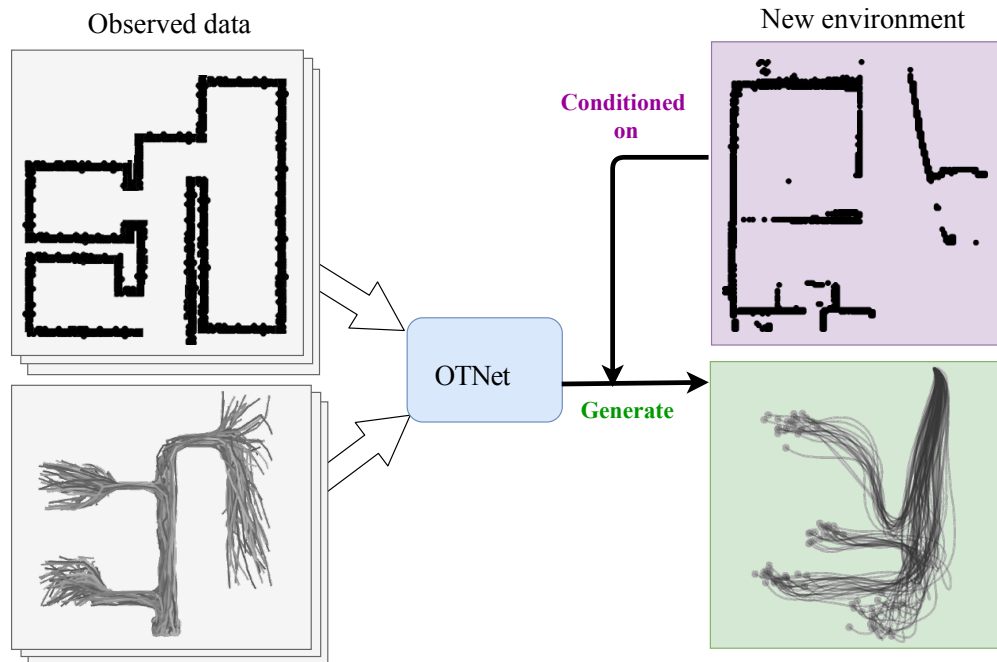 Observed data
New environment
Conditioned
on
OTNet
Generate